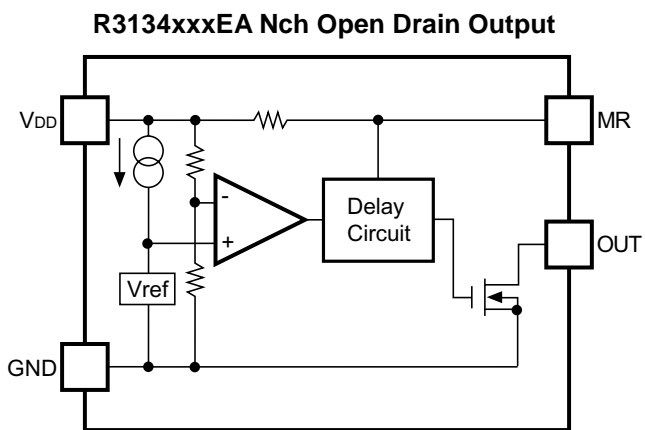 R3134xxxEA Nch Open Drain Output
VDD
MR
-
+
Delay
Circuit
OUT
Vref
GND